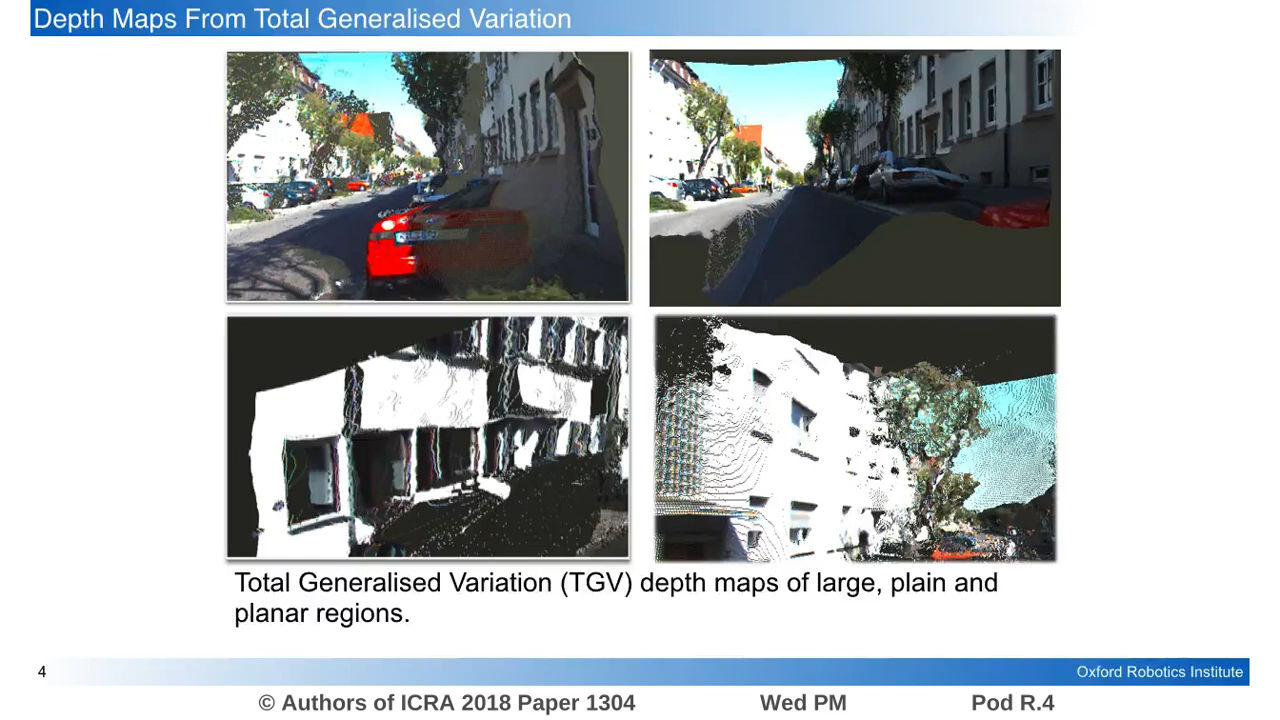 Depth Maps From Total Generalised Variation
Total Generalised Variation (TGV) depth maps of large, plain and
planar regions.
4
Oxford Robotics Institute
© Authors of ICRA 2018 Paper 1304 Wed PM Pod R.4